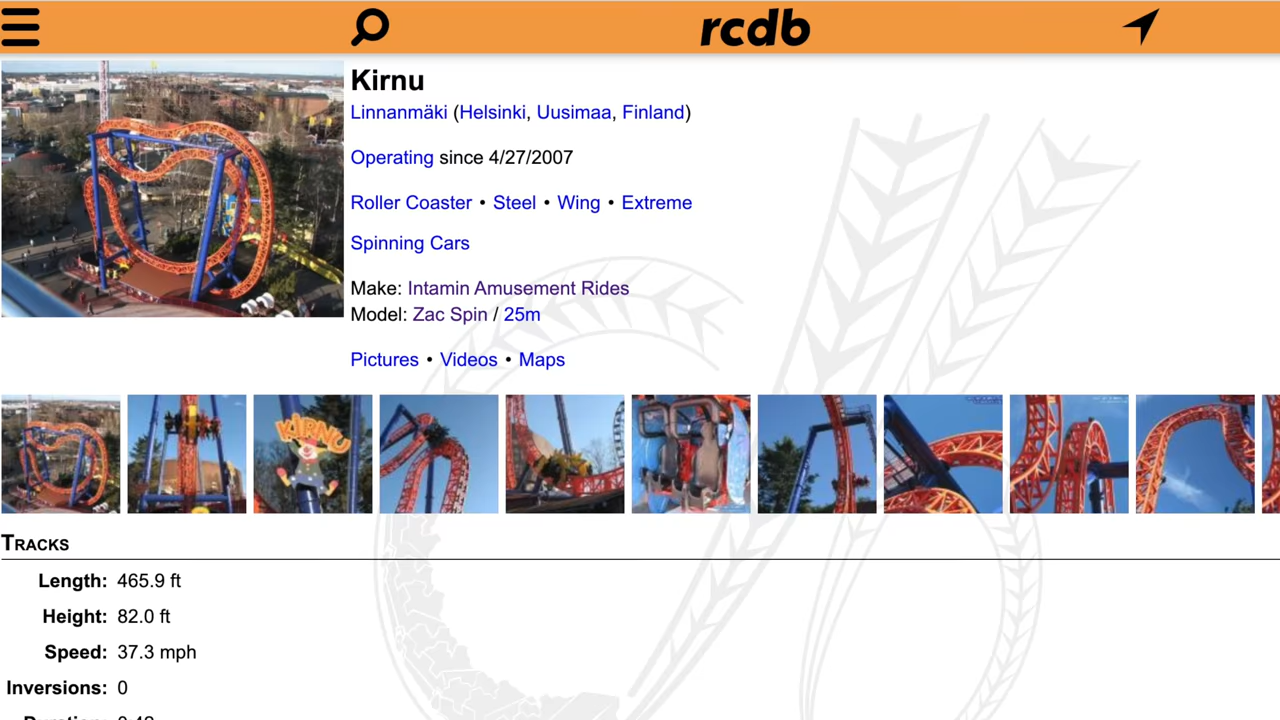 rcdb
Kirnu
Linnanmäki (Helsinki, Uusimaa, Finland)
Operating since 4/27/2007
Roller Coaster • Steel • Wing • Extreme
Spinning Cars
Make: Intamin Amusement Rides
Model: Zac Spin / 25m
Pictures • Videos • Maps
KIRNU
Tracks
Length: 465.9 ft
Height: 82.0 ft
Speed: 37.3 mph
Inversions: 0